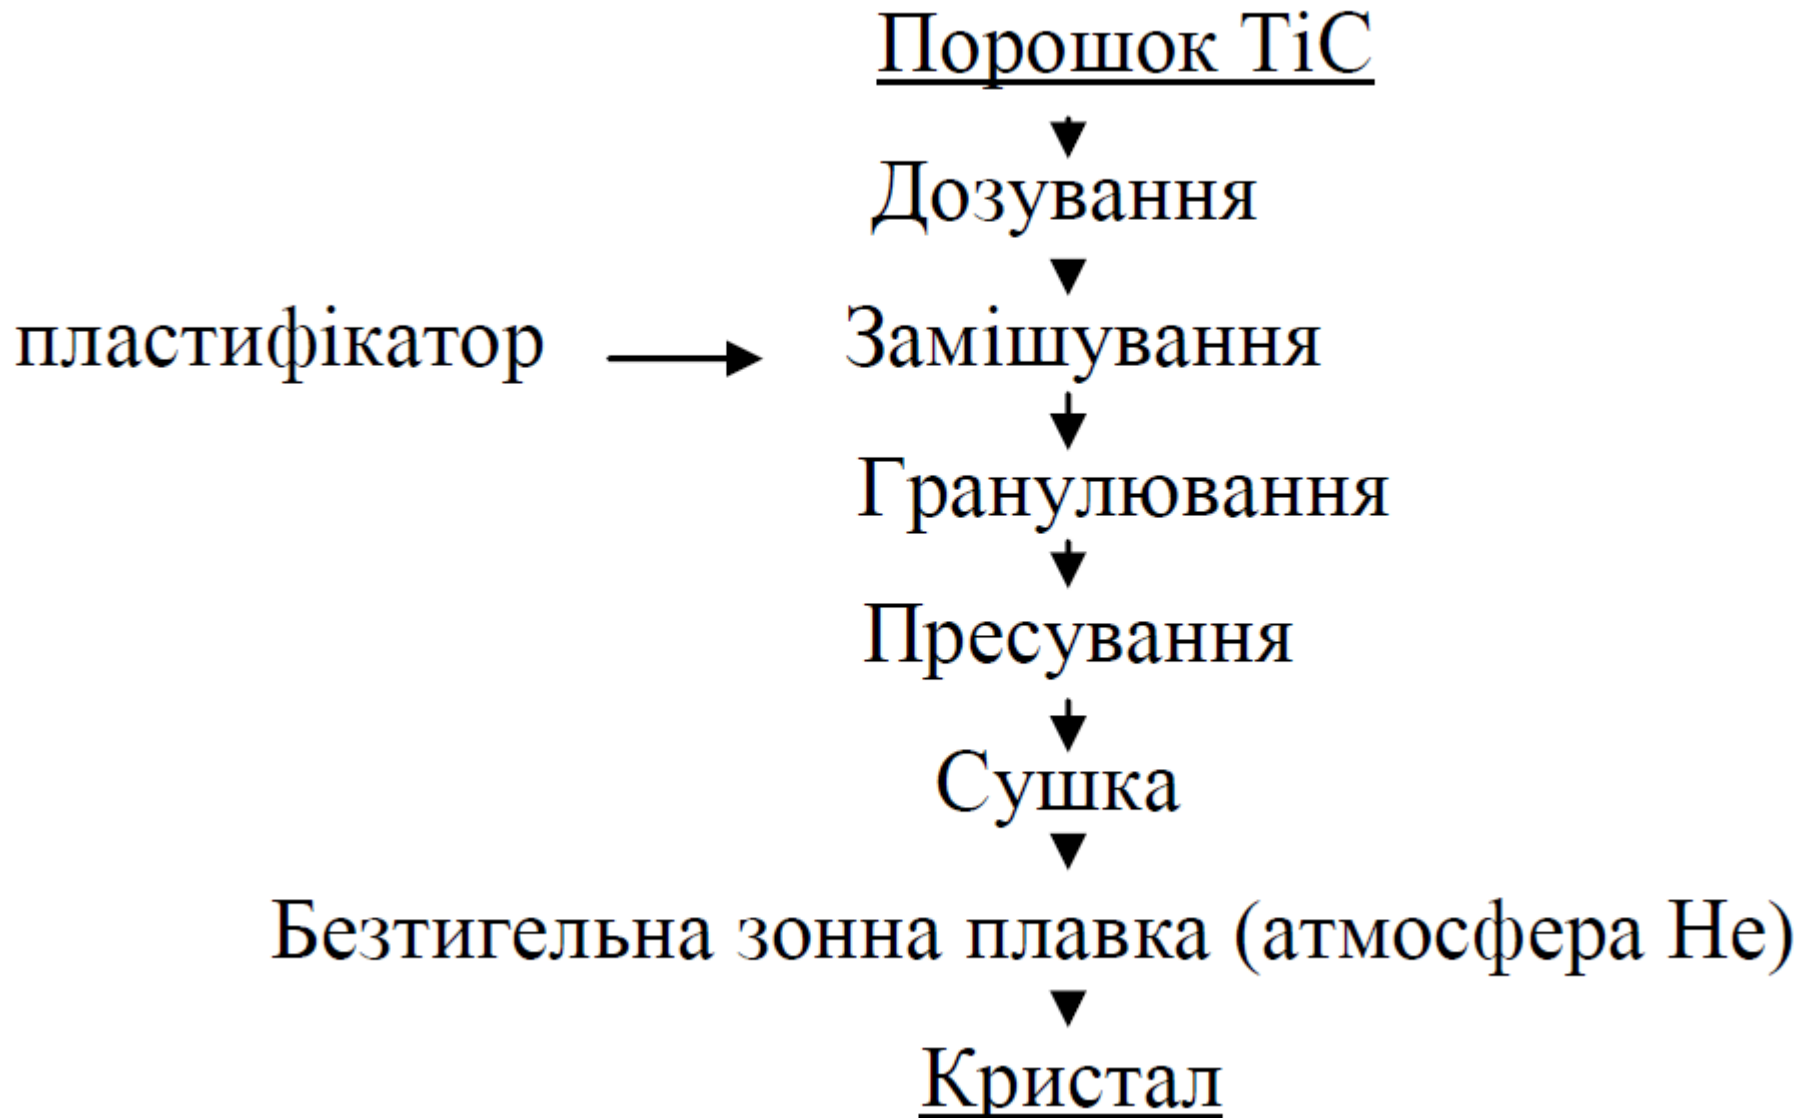 Порошок TiC
Дозування
пластифікатор
Замішування
Гранулювання
Пресування
Сушка
Безтигельна зонна плавка (атмосфера He)
Кристал